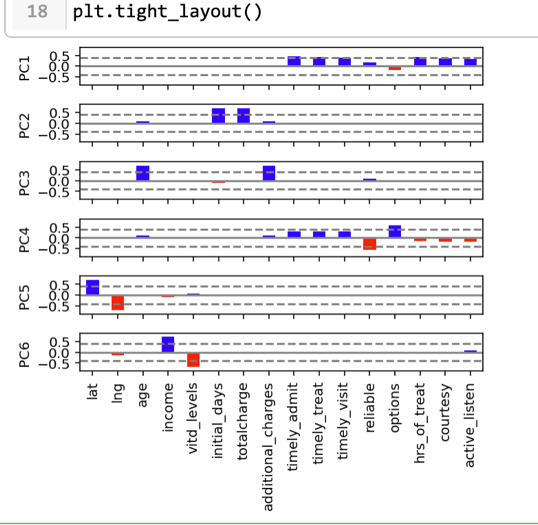 18 plt.tight_layout()
PC1
0.5
0.0
−0.5
PC2
0.5
0.0
−0.5
PC3
0.5
0.0
−0.5
PC4
0.5
0.0
−0.5
PC5
0.5
0.0
−0.5
PC6
0.5
0.0
−0.5
lat
lng
age
income
vitd_levels
initial_days
totalcharge
additional_charges
timely_admit
timely_treat
timely_visit
reliable
options
hrs_of_treat
courtesy
active_listen